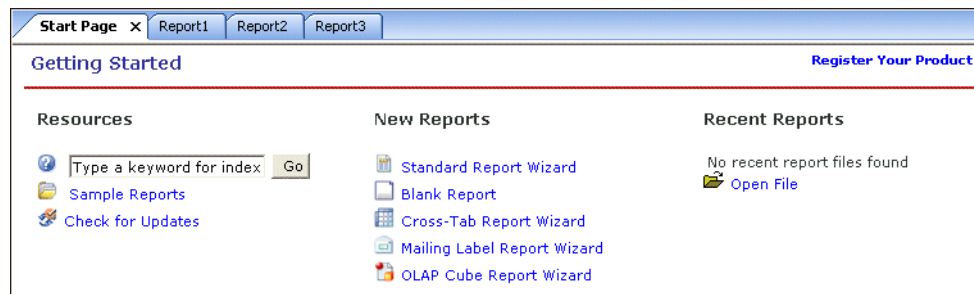 Start Page X Report1 Report2 Report3
Getting Started
Register Your Product
Resources
Type a keyword for index Go
Sample Reports
Check for Updates
New Reports
Standard Report Wizard
Blank Report
Cross-Tab Report Wizard
Mailing Label Report Wizard
OLAP Cube Report Wizard
Recent Reports
No recent report files found
Open File